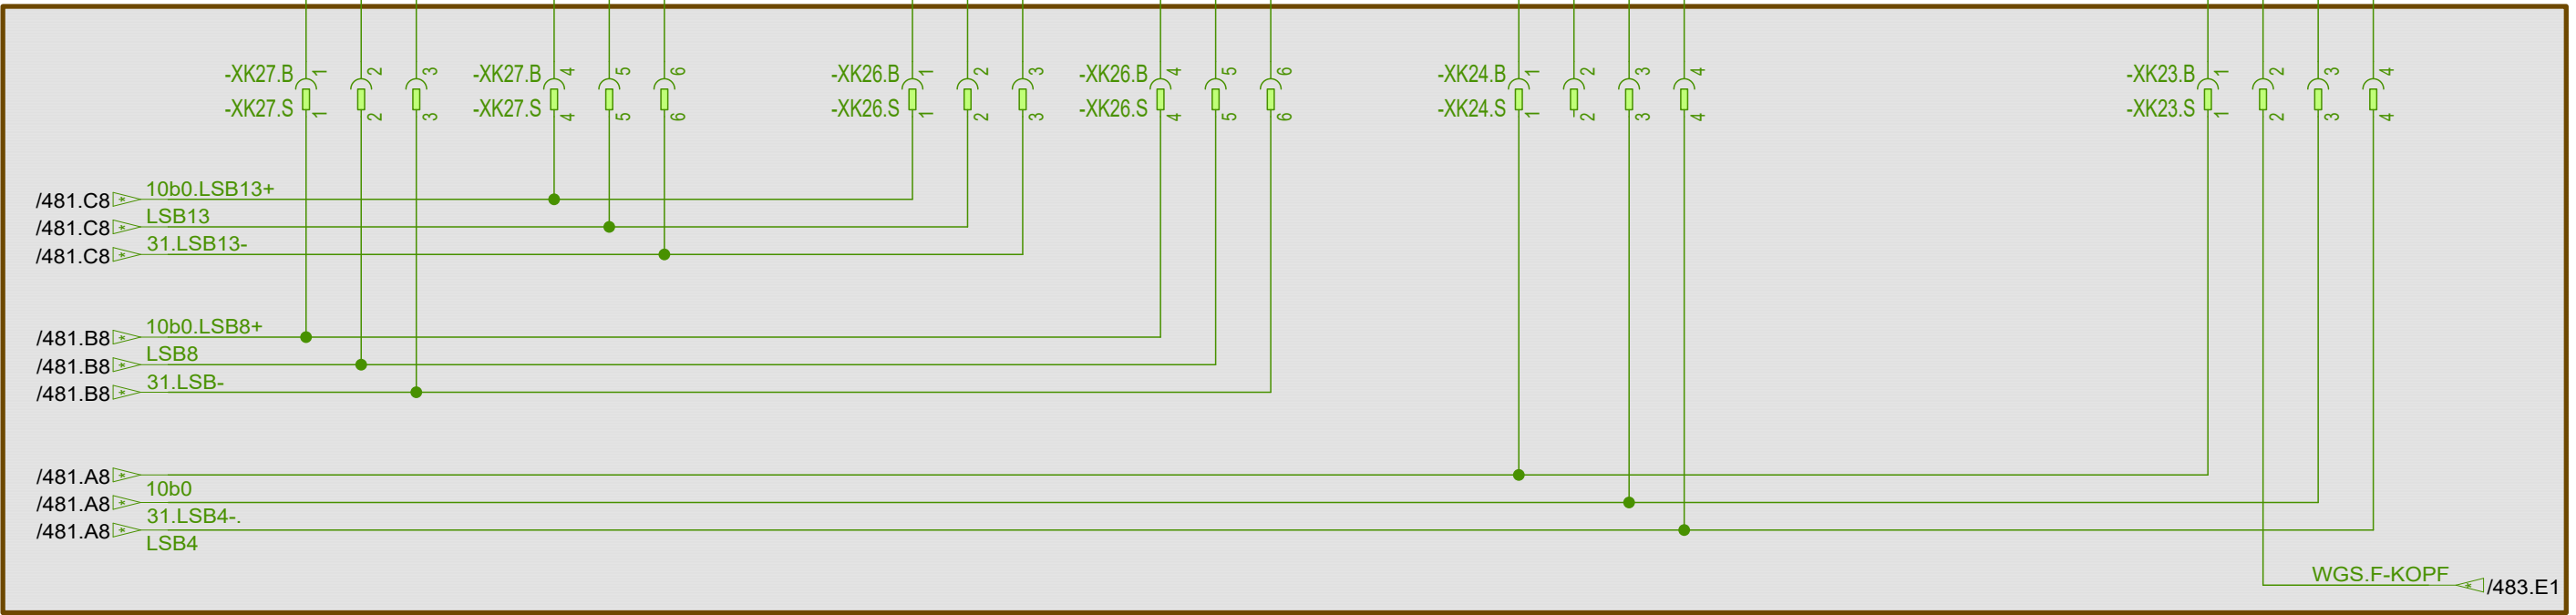 -XK27.B 1 2 3 -XK27.B 4 5 6 -XK26.B 1 2 3 -XK26.B 4 5 6 -XK24.B 1 2 3 4 -XK23.B 1 2 3 4
-XK27.S 1 2 3 -XK27.S 4 5 6 -XK26.S 1 2 3 -XK26.S 4 5 6 -XK24.S 1 2 3 4 -XK23.S 1 2 3 4
/481.C8 10b0.LSB13+
/481.C8 LSB13
/481.C8 31.LSB13-
/481.B8 10b0.LSB8+
/481.B8 LSB8
/481.B8 31.LSB-
/481.A8
10b0
/481.A8
31.LSB4-.
/481.A8
LSB4
WGS.F-KOPF /483.E1